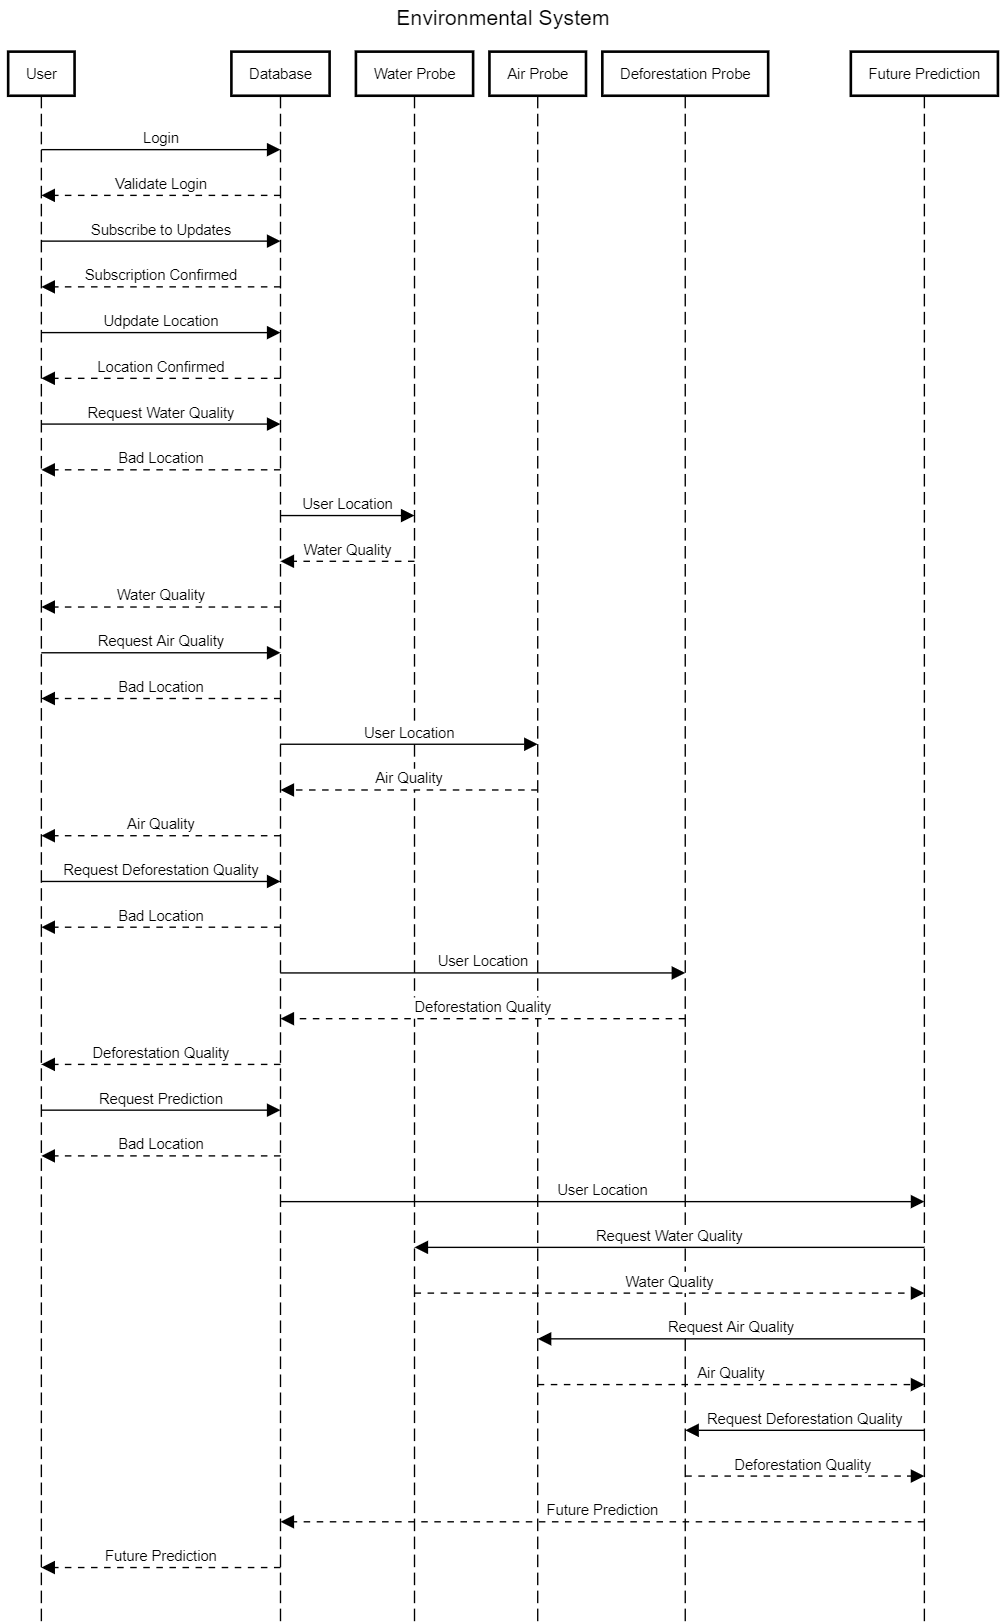 Environmental System
User
Database
Water Probe
Air Probe
Deforestation Probe
Future Prediction
Login
Validate Login
Subscribe to Updates
Subscription Confirmed
Udpdate Location
Location Confirmed
Request Water Quality
Bad Location
User Location
Water Quality
Water Quality
Request Air Quality
Bad Location
User Location
Air Quality
Air Quality
Request Deforestation Quality
Bad Location
User Location
Deforestation Quality
Deforestation Quality
Request Prediction
Bad Location
User Location
Request Water Quality
Water Quality
Request Air Quality
Air Quality
Request Deforestation Quality
Deforestation Quality
Future Prediction
Future Prediction